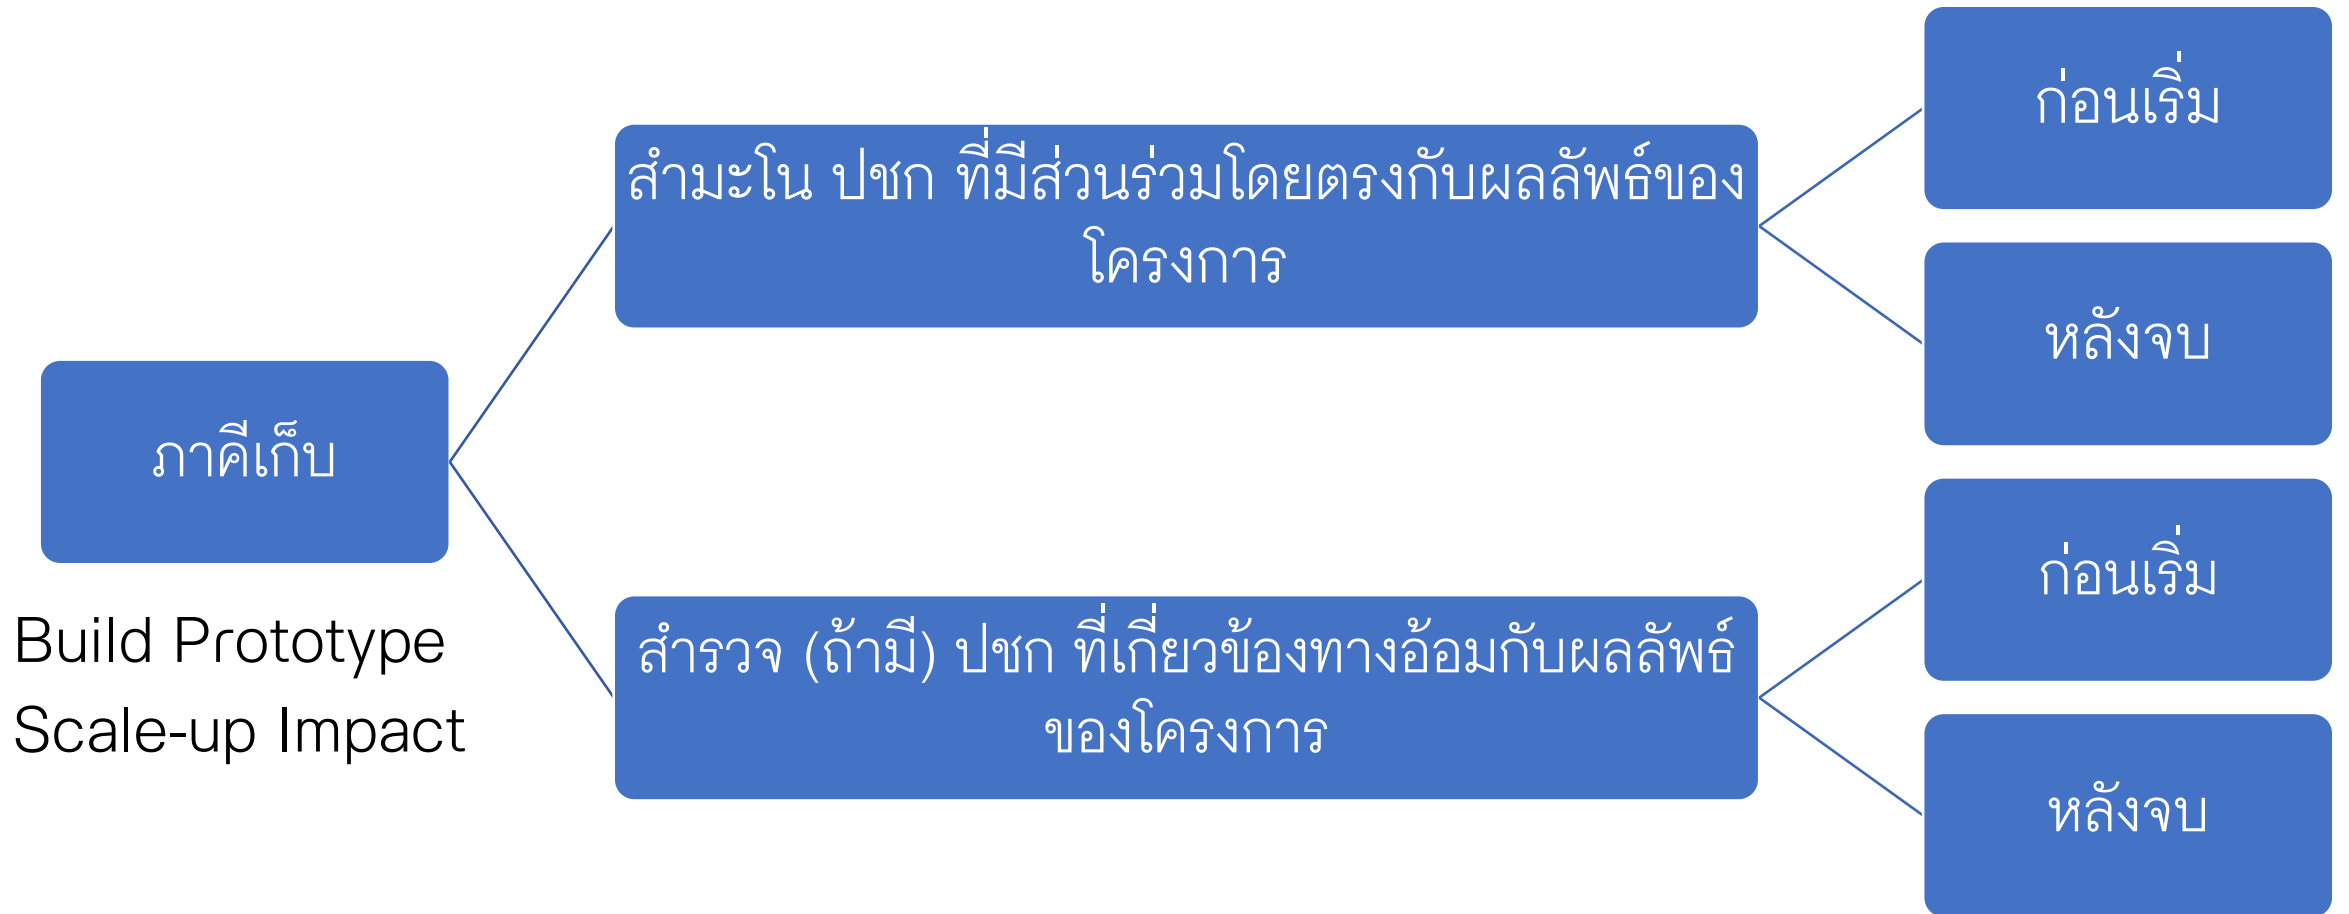 ภาคีเก็บ
Build Prototype
Scale-up Impact
สำมะโน ปชก ที่มีส่วนร่วมโดยตรงกับผลลัพธ์ของ
โครงการ
ก่อนเริ่ม
หลังจบ
สำรวจ (ถ้ามี) ปชก ที่เกี่ยวข้องทางอ้อมกับผลลัพธ์
ของโครงการ
ก่อนเริ่ม
หลังจบ